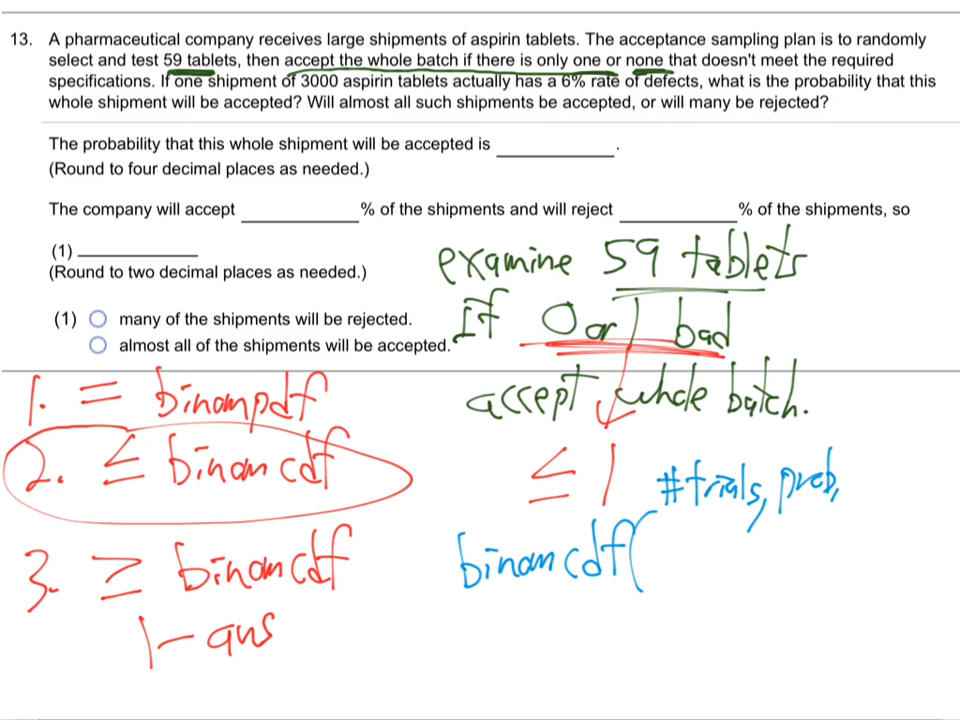 13. A pharmaceutical company receives large shipments of aspirin tablets. The acceptance sampling plan is to randomly
select and test 59 tablets, then accept the whole batch if there is only one or none that doesn't meet the required
specifications. If one shipment of 3000 aspirin tablets actually has a 6% rate of defects, what is the probability that this
whole shipment will be accepted? Will almost all such shipments be accepted, or will many be rejected?
The probability that this whole shipment will be accepted is ____.
(Round to four decimal places as needed.)
The company will accept ____% of the shipments and will reject ____% of the shipments, so
(1) ____
(Round to two decimal places as needed.)
(1) many of the shipments will be rejected.
almost all of the shipments will be accepted.
examine 59 tablets
If 0 or 1 bad
accept whole batch.
≤ 1
#trials, prob,
binomcdf(
1. = binompdf
2. ≤ binomcdf
3. ≥ binomcdf
1 - ans